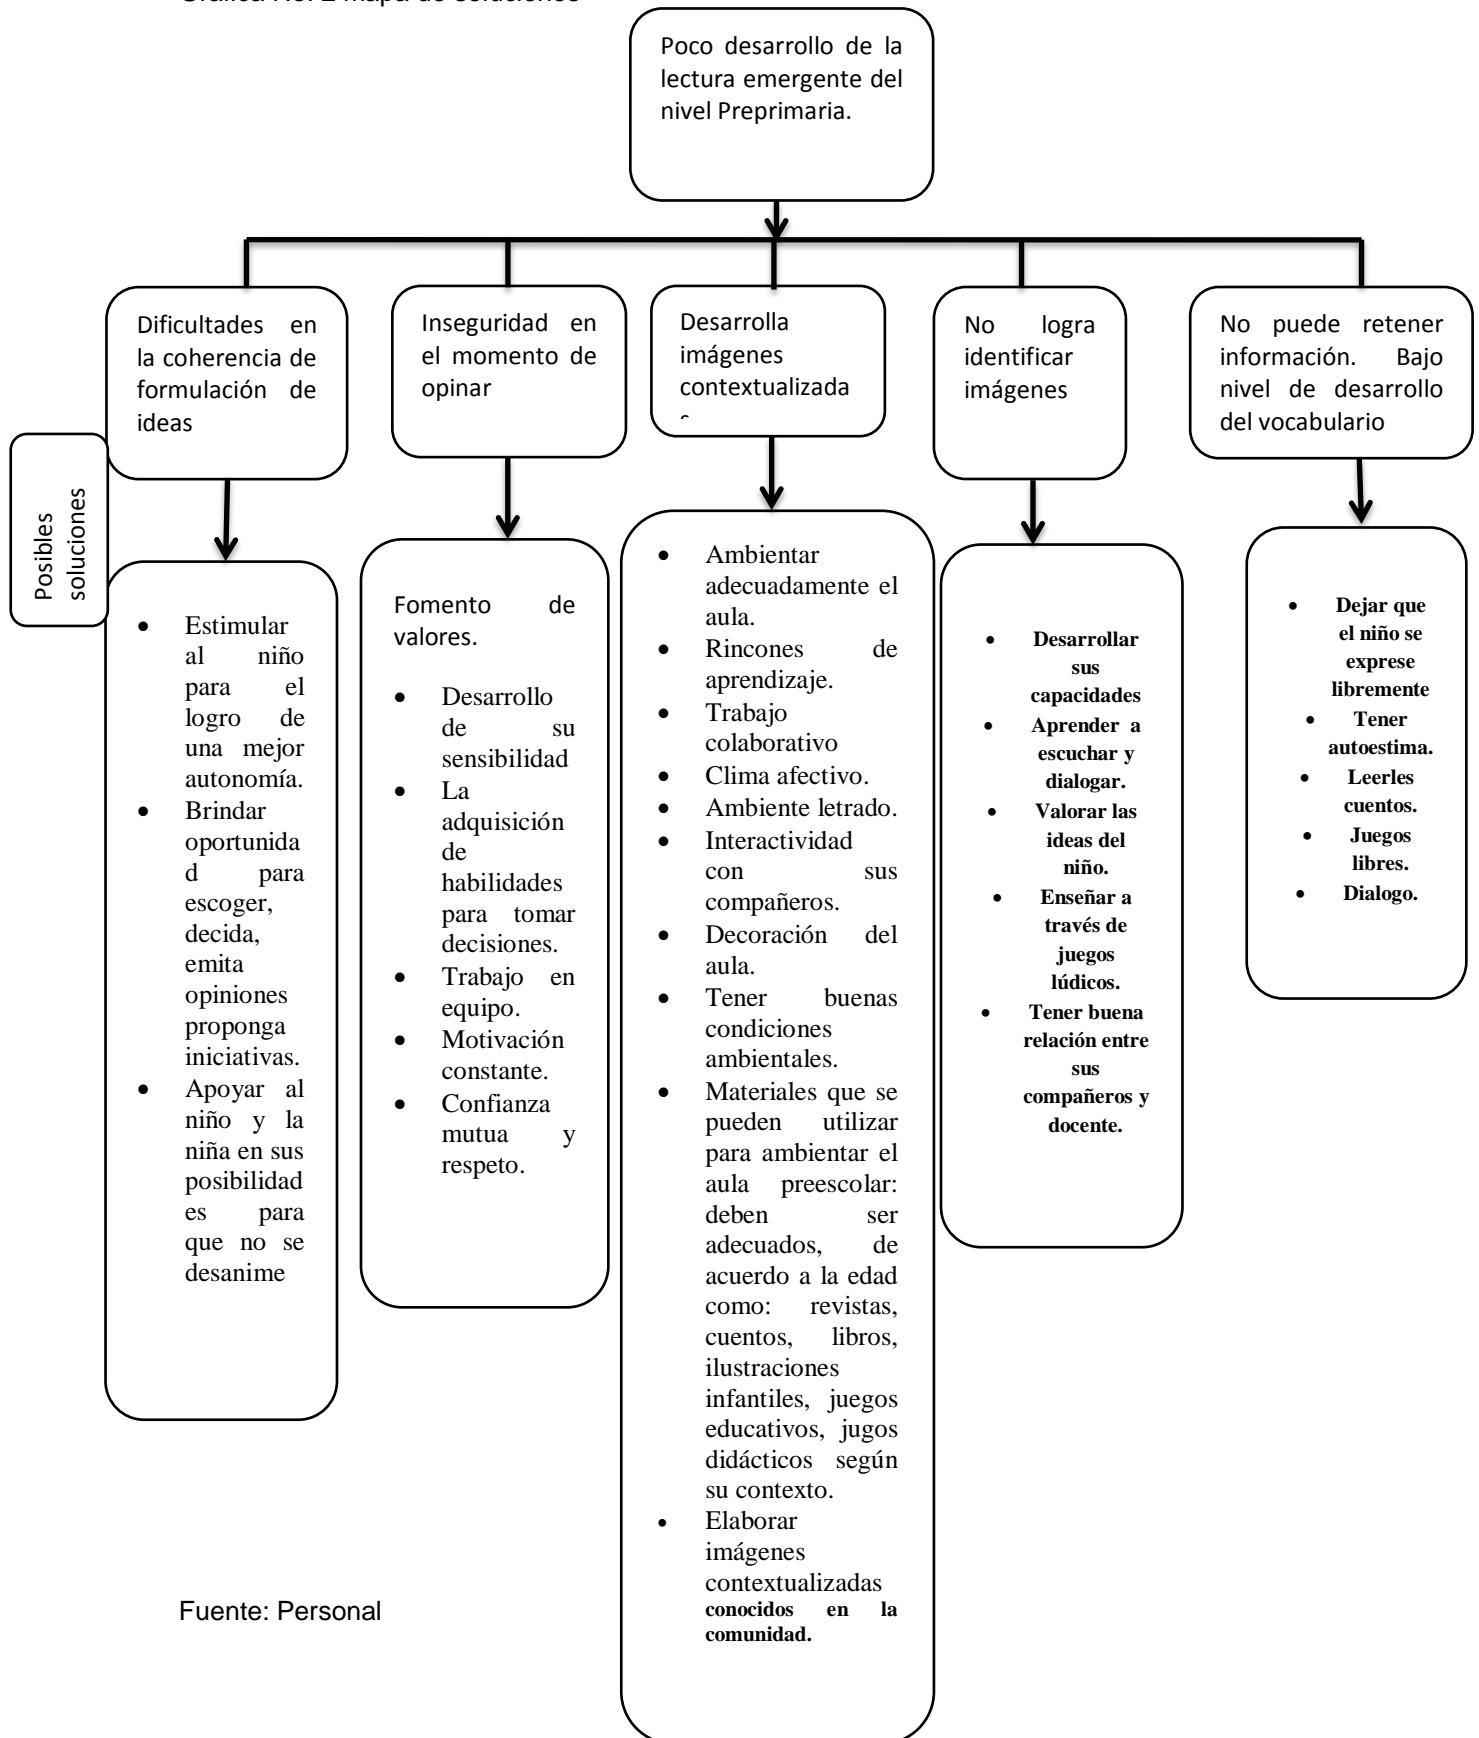 Gráfica No. 2 mapa de soluciones
Poco desarrollo de la
lectura emergente del
nivel Preprimaria.
Dificultades en
la coherencia de
formulación de
ideas
Inseguridad en
el momento de
opinar
Desarrolla
imágenes
contextualizada
s
No logra
identificar
imágenes
No puede retener
información. Bajo
nivel de desarrollo
del vocabulario
Posibles
soluciones
• Estimular
al niño
para el
logro de
una mejor
autonomía.
• Brindar
oportunida
d para
escoger,
decida,
emita
opiniones
proponga
iniciativas.
• Apoyar al
niño y la
niña en sus
posibilidad
es para
que no se
desanime
Fomento de
valores.
• Desarrollo
de su
sensibilidad
• La
adquisición
de
habilidades
para tomar
decisiones.
• Trabajo en
equipo.
• Motivación
constante.
• Confianza
mutua y
respeto.
• Ambientar
adecuadamente el
aula.
• Rincones de
aprendizaje.
• Trabajo
colaborativo
• Clima afectivo.
• Ambiente letrado.
• Interactividad
con sus
compañeros.
• Decoración del
aula.
• Tener buenas
condiciones
ambientales.
• Materiales que se
pueden utilizar
para ambientar el
aula preescolar:
deben ser
adecuados, de
acuerdo a la edad
como: revistas,
cuentos, libros,
ilustraciones
infantiles, juegos
educativos, jugos
didácticos según
su contexto.
• Elaborar
imágenes
contextualizadas
conocidos en la
comunidad.
• Desarrollar
sus
capacidades
• Aprender a
escuchar y
dialogar.
• Valorar las
ideas del
niño.
• Enseñar a
través de
juegos
lúdicos.
• Tener buena
relación entre
sus
compañeros y
docente.
• Dejar que
el niño se
exprese
libremente
• Tener
autoestima.
• Leerles
cuentos.
• Juegos
libres.
• Dialogo.
Fuente: Personal